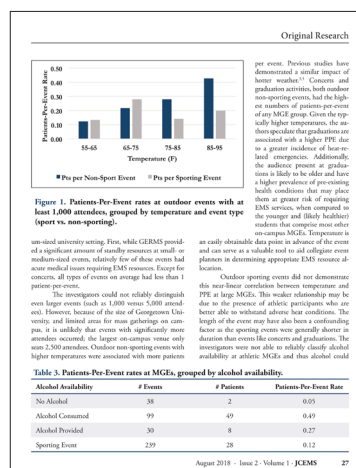 Original Research
0.50
0.40
0.30
0.20
0.10
0.00
Patients-Per-Event Rate
55-65
65-75
75-85
85-95
Temperature (F)
Pts per Non-Sport Event
Pts per Sporting Event
Figure 1. Patients-Per-Event rates at outdoor events with at
least 1,000 attendees, grouped by temperature and event type
(sport vs. non-sporting).
um-sized university setting. First, while GERMS provid-
ed a significant amount of standby resources at small- or
medium-sized events, relatively few of these events had
acute medical issues requiring EMS resources. Except for
concerts, all types of events on average had less than 1
patient-per-event.
The investigators could not reliably distinguish
even larger events (such as 1,000 versus 5,000 attend-
ees). However, because of the size of Georgetown Uni-
versity, and limited areas for mass gatherings on cam-
pus, it is unlikely that events with significantly more
attendees occurred; the largest on-campus venue only
seats 2,500 attendees. Outdoor non-sporting events with
higher temperatures were associated with more patients
per event. Previous studies have
demonstrated a similar impact of
hotter weather.
Concerts and
graduation activities, both outdoor
non-sporting events, had the high-
est numbers of patients-per-event
of any MGE group. Given the typ-
ically higher temperatures, the au-
thors speculate that graduations are
associated with a higher PPE due
to a greater incidence of heat-re-
lated emergencies. Additionally,
the audience present at gradua-
tions is likely to be older and have
a higher prevalence of pre-existing
health conditions that may place
them at greater risk of requiring
EMS services, when compared to
the younger and (likely healthier)
students that comprise most other
on-campus MGEs. Temperature is
an easily obtainable data point in advance of the event
and can serve as a valuable tool to aid collegiate event
planners in determining appropriate EMS resource al-
location.
Outdoor sporting events did not demonstrate
this near-linear correlation between temperature and
PPE at large MGEs. This weaker relationship may be
due to the presence of athletic participants who are
better able to withstand adverse heat conditions. The
length of the event may have also been a confounding
factor as the sporting events were generally shorter in
duration than events like concerts and graduations. The
investigators were not able to reliably classify alcohol
availability at athletic MGEs and thus alcohol could
Table 3. Patients-Per-Event rates at MGEs, grouped by alcohol availability.
Alcohol Availability # Events # Patients Patients-Per-Event Rate
No Alcohol 38 2 0.05
Alcohol Consumed 99 49 0.49
Alcohol Provided 30 8 0.27
Sporting Event 239 28 0.12
August 2018 · Issue 2 · Volume 1 · JCEMS 27